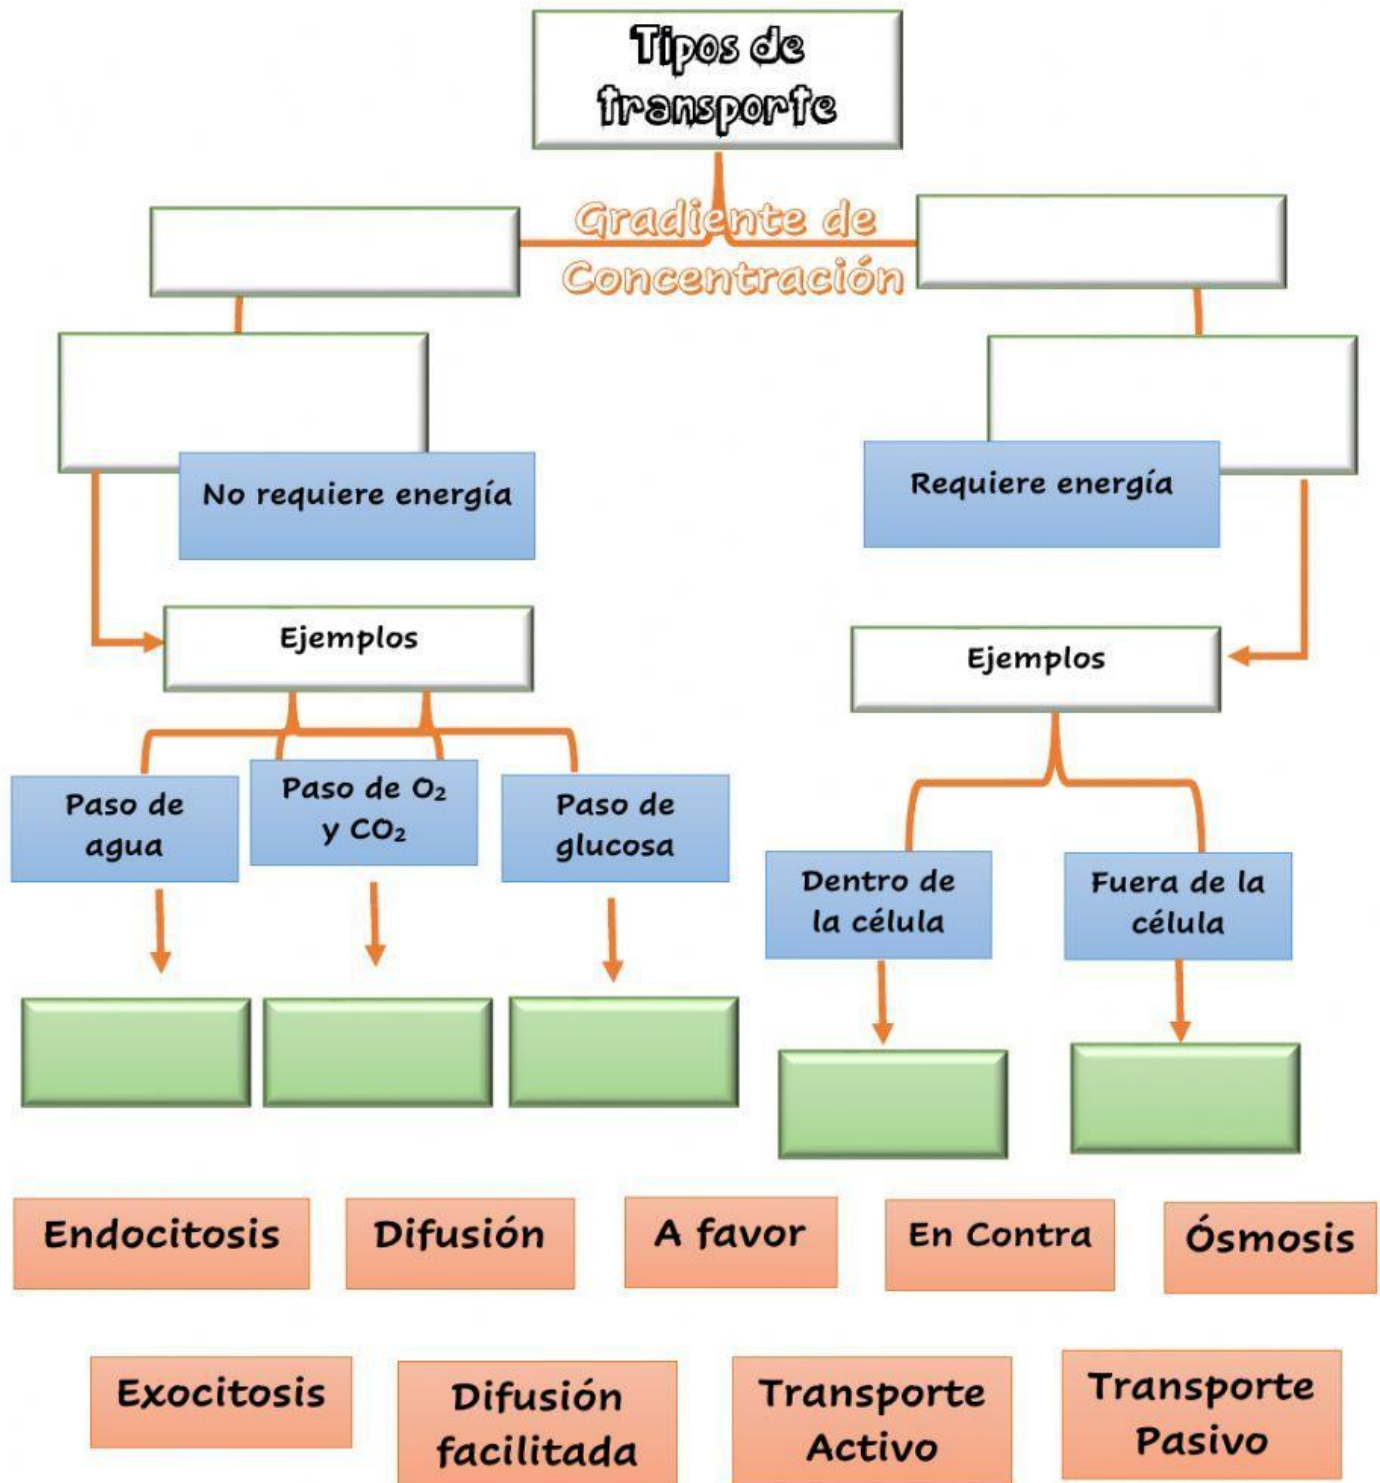 Tipos de
transporte
Gradiente de
Concentración
No requiere energía
Requiere energía
Ejemplos
Ejemplos
Paso de
agua
Paso de O₂
y CO₂
Paso de
glucosa
Dentro de
la célula
Fuera de la
célula
Endocitosis
Difusión
A favor
En Contra
Ósmosis
Exocitosis
Difusión
facilitada
Transporte
Activo
Transporte
Pasivo